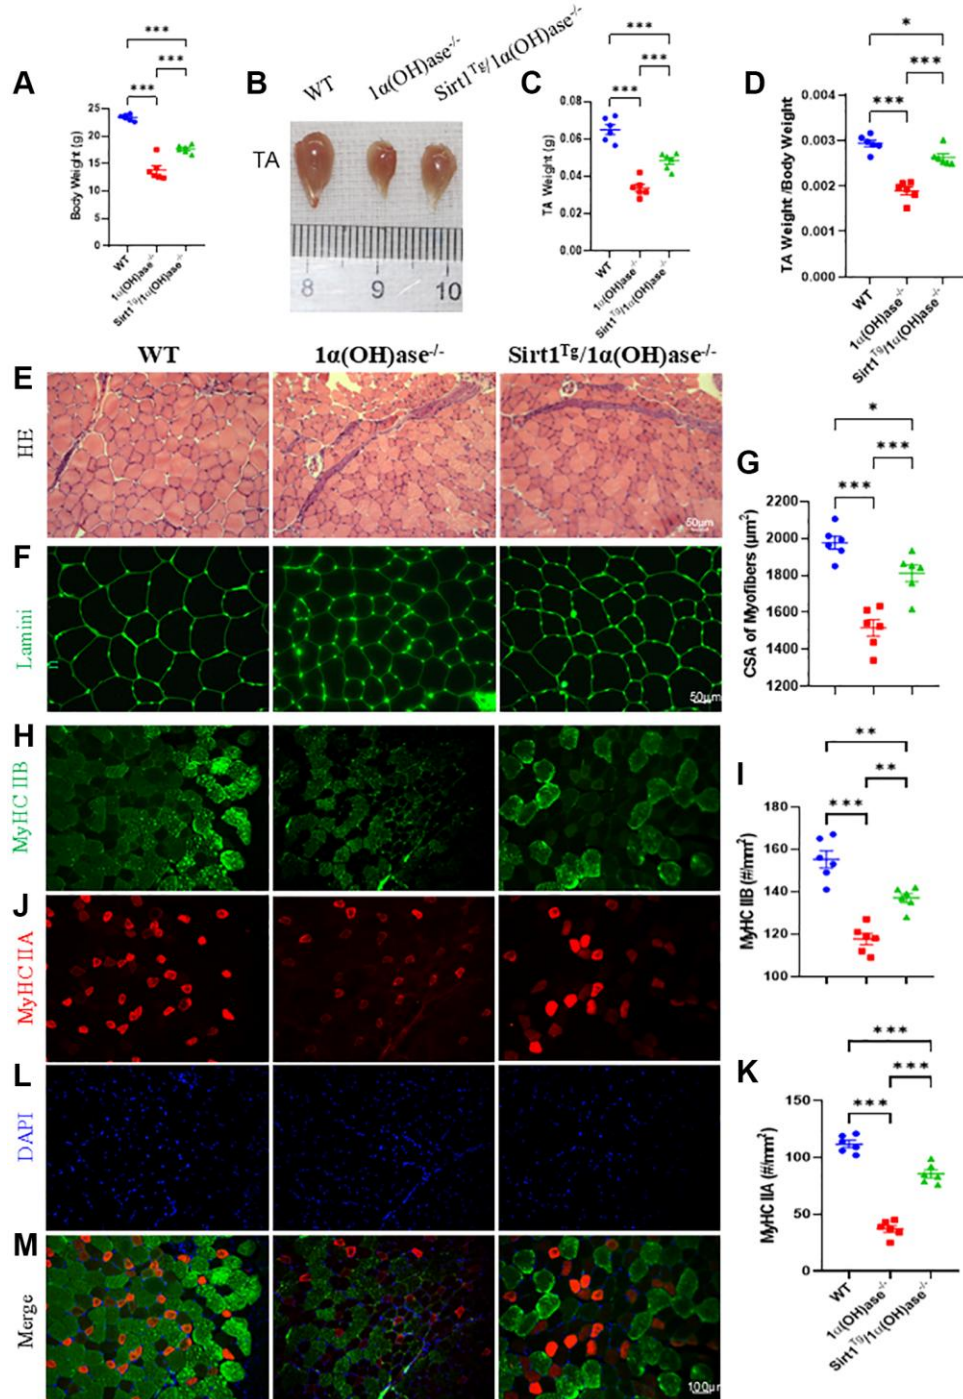 A
***
***
***
Body Weight (g)
25
20
15
10
5
0
WT
1α(OH)ase-/-
Sirt1Tg/1α(OH)ase-/-
B
WT
1α(OH)ase-/-
Sirt1Tg/1α(OH)ase-/-
TA
8
9
10
C
***
***
***
TA Weight (g)
0.08
0.06
0.04
0.02
0.00
WT
1α(OH)ase-/-
Sirt1Tg/1α(OH)ase-/-
D
*
***
***
TA Weight /Body Weight
0.004
0.003
0.002
0.001
0.000
WT
1α(OH)ase-/-
Sirt1Tg/1α(OH)ase-/-
WT
1α(OH)ase-/-
Sirt1Tg/1α(OH)ase-/-
E
HE
50μm
F
Lamini
n
50μm
G
*
***
***
CSA of Myofibers (μm2)
2200
2000
1800
1600
1400
1200
H
MyHC IIB
I
**
**
***
MyHC IIB (#/mm2)
180
160
140
120
100
J
MyHC IIA
K
***
***
***
MyHC IIA (#/mm2)
150
100
50
0
WT
1α(OH)ase-/-
Sirt1Tg/1α(OH)ase-/-
L
DAPI
M
Merge
100μm